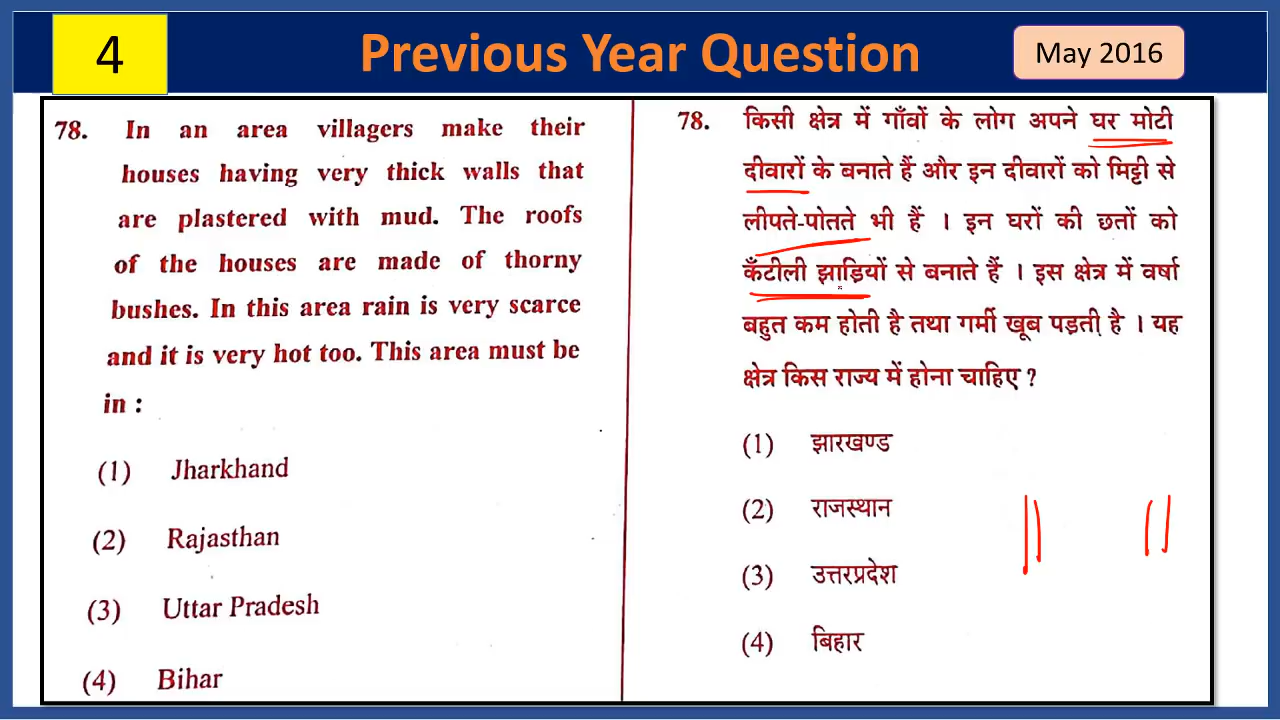 4
Previous Year Question
May 2016
78. In an area villagers make their
houses having very thick walls that
are plastered with mud. The roofs
of the houses are made of thorny
bushes. In this area rain is very scarce
and it is very hot too. This area must be
in :
(1) Jharkhand
(2) Rajasthan
(3) Uttar Pradesh
(4) Bihar
78. किसी क्षेत्र में गाँवों के लोग अपने घर मोटी
दीवारों के बनाते हैं और इन दीवारों को मिट्टी से
लीपते-पोतते भी हैं । इन घरों की छतों को
कँटीली झाड़ियों से बनाते हैं । इस क्षेत्र में वर्षा
बहुत कम होती है तथा गर्मी खूब पड़ती है । यह
क्षेत्र किस राज्य में होना चाहिए ?
(1) झारखण्ड
(2) राजस्थान
(3) उत्तरप्रदेश
(4) बिहार